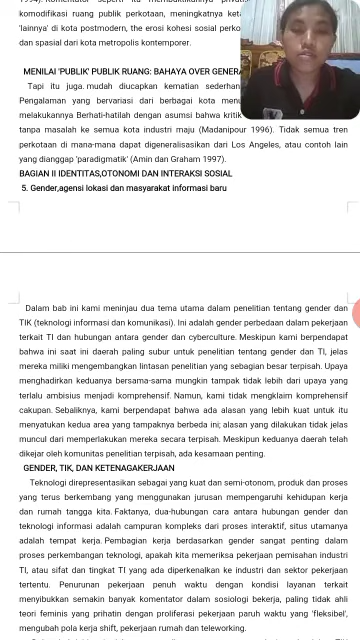 komodifikasi ruang publik perkotaan, meningkatnya
'lainnya' di kota postmodern, the erosi kohesi sosial
dan spasial dari kota metropolis kontemporer.
MENILAI 'PUBLIK' PUBLIK RUANG: BAHAYA OVER
Tapi itu juga. mudah diucapkan kematian
Pengalaman yang bervariasi dari berbagai kota
melakukannya Berhati-hatilah dengan asumsi bahwa
tanpa masalah ke semua kota industri maju (Madanipour 1996). Tidak semua tren
perkotaan di mana-mana dapat digeneralisasikan dari Los Angeles, atau contoh lain
yang dianggap 'paradigmatik' (Amin dan Graham 1997).
BAGIAN II IDENTITAS,OTONOMI DAN INTERAKSI SOSIAL
5. Gender,agensi lokasi dan masyarakat informasi baru
Dalam bab ini kami meninjau dua tema utama dalam penelitian tentang gender dan
TIK (teknologi informasi dan komunikasi). Ini adalah gender perbedaan dalam pekerjaan
terkait TI dan hubungan antara gender dan cyberculture. Meskipun kami berpendapat
bahwa ini saat ini daerah paling subur untuk penelitian tentang gender dan TI, jelas
mereka miliki mengembangkan lintasan penelitian yang sebagian besar terpisah. Upaya
menghadirkan keduanya bersama-sama mungkin tampak tidak lebih dari upaya yang
terlalu ambisius menjadi komprehensif. Namun, kami tidak mengklaim komprehensif
cakupan. Sebaliknya, kami berpendapat bahwa ada alasan yang lebih kuat untuk itu
menyatukan kedua area yang tampaknya berbeda ini; alasan yang dilakukan tidak jelas
muncul dari memperlakukan mereka secara terpisah. Meskipun keduanya daerah telah
dikejar oleh komunitas penelitian terpisah, ada kesamaan penting.
GENDER, TIK, DAN KETENAGAKERJAAN
Teknologi direpresentasikan sebagai yang kuat dan semi-otonom, produk dan proses
yang terus berkembang yang menggunakan jurusan mempengaruhi kehidupan kerja
dan rumah tangga kita. Faktanya, dua-hubungan cara antara hubungan gender dan
teknologi informasi adalah campuran kompleks dari proses interaktif, situs utamanya
adalah tempat kerja. Pembagian kerja berdasarkan gender sangat penting dalam
proses perkembangan teknologi, apakah kita memeriksa pekerjaan pemisahan industri
TI, atau sifat dan tingkat TI yang ada diperkenalkan ke industri dan sektor pekerjaan
tertentu. Penurunan pekerjaan penuh waktu dengan kondisi layanan terkait
menyibukkan semakin banyak komentator dalam sosiologi bekerja, paling tidak ahli
teori feminis yang prihatin dengan proliferasi pekerjaan paruh waktu yang 'fleksibel',
mengubah pola kerja shift, pekerjaan rumah dan teleworking.